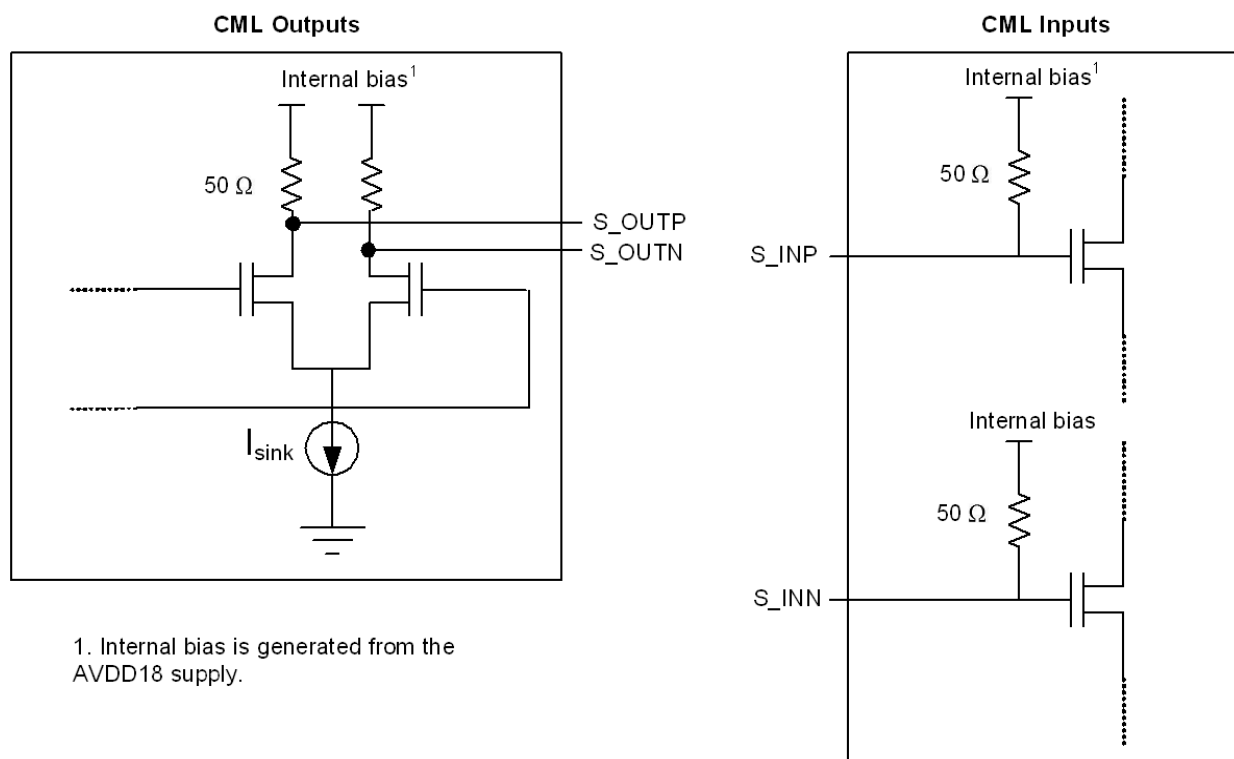 CML Outputs
Internal bias¹
50 Ω
S_OUTP
S_OUTN
Isink
1. Internal bias is generated from the
AVDD18 supply.
CML Inputs
Internal bias¹
50 Ω
S_INP
Internal bias
50 Ω
S_INN